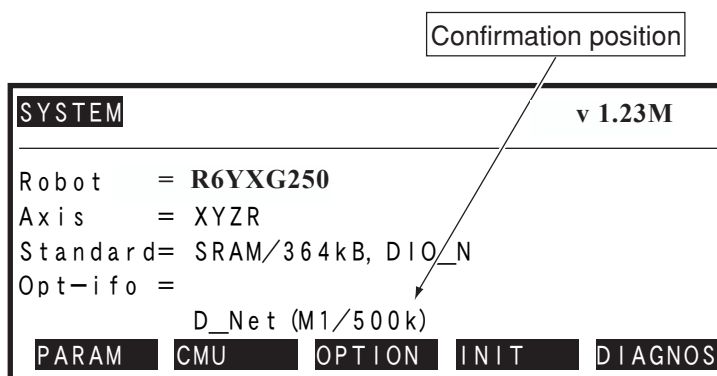 Confirmation position
SYSTEM v 1.23M
Robot = R6YXG250
Axis = XYZR
Standard= SRAM/364kB, DIO_N
Opt-ifo =
D_Net (M1/500k)
PARAM CMU OPTION INIT DIAGNOS